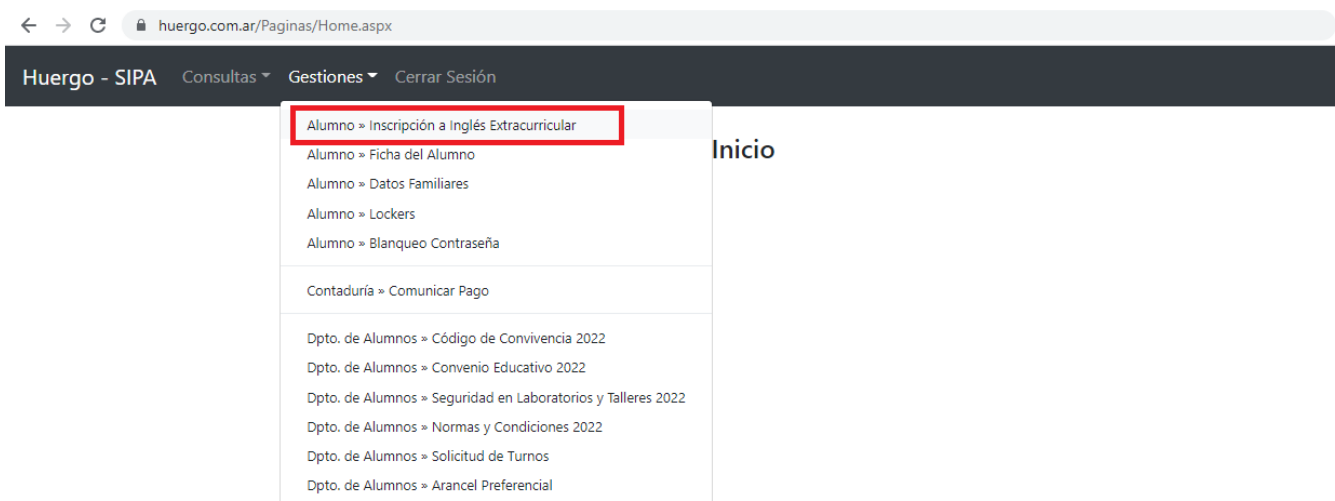 huergo.com.ar/Paginas/Home.aspx
Huergo - SIPA Consultas Gestiones Cerrar Sesión
Alumno » Inscripción a Inglés Extracurricular
Inicio
Alumno » Ficha del Alumno
Alumno » Datos Familiares
Alumno » Lockers
Alumno » Blanqueo Contraseña
Contaduría » Comunicar Pago
Dpto. de Alumnos » Código de Convivencia 2022
Dpto. de Alumnos » Convenio Educativo 2022
Dpto. de Alumnos » Seguridad en Laboratorios y Talleres 2022
Dpto. de Alumnos » Normas y Condiciones 2022
Dpto. de Alumnos » Solicitud de Turnos
Dpto. de Alumnos » Arancel Preferencial